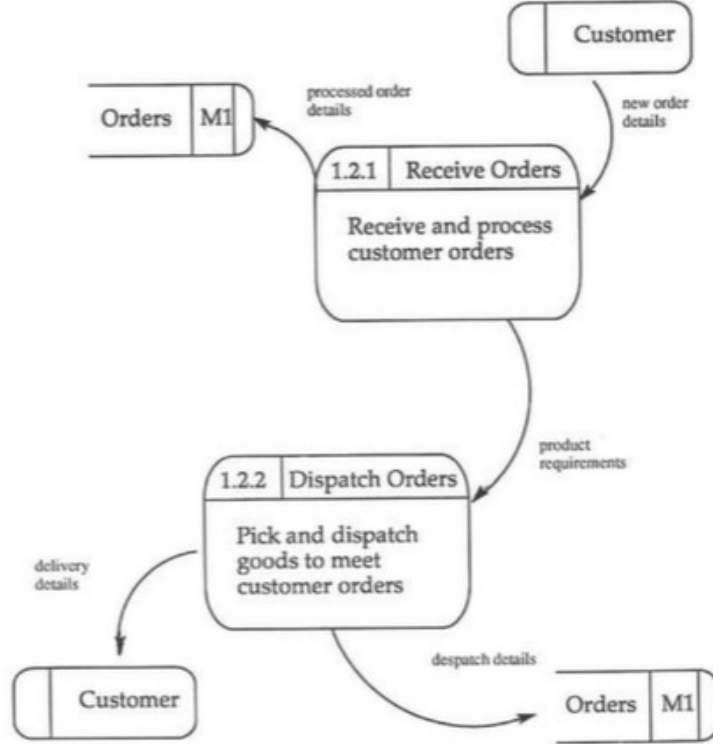 Customer
processed order
details
new order
details
Orders M1
1.2.1 Receive Orders
Receive and process
customer orders
product
requirements
1.2.2 Dispatch Orders
Pick and dispatch
goods to meet
customer orders
delivery
details
despatch details
Customer
Orders M1